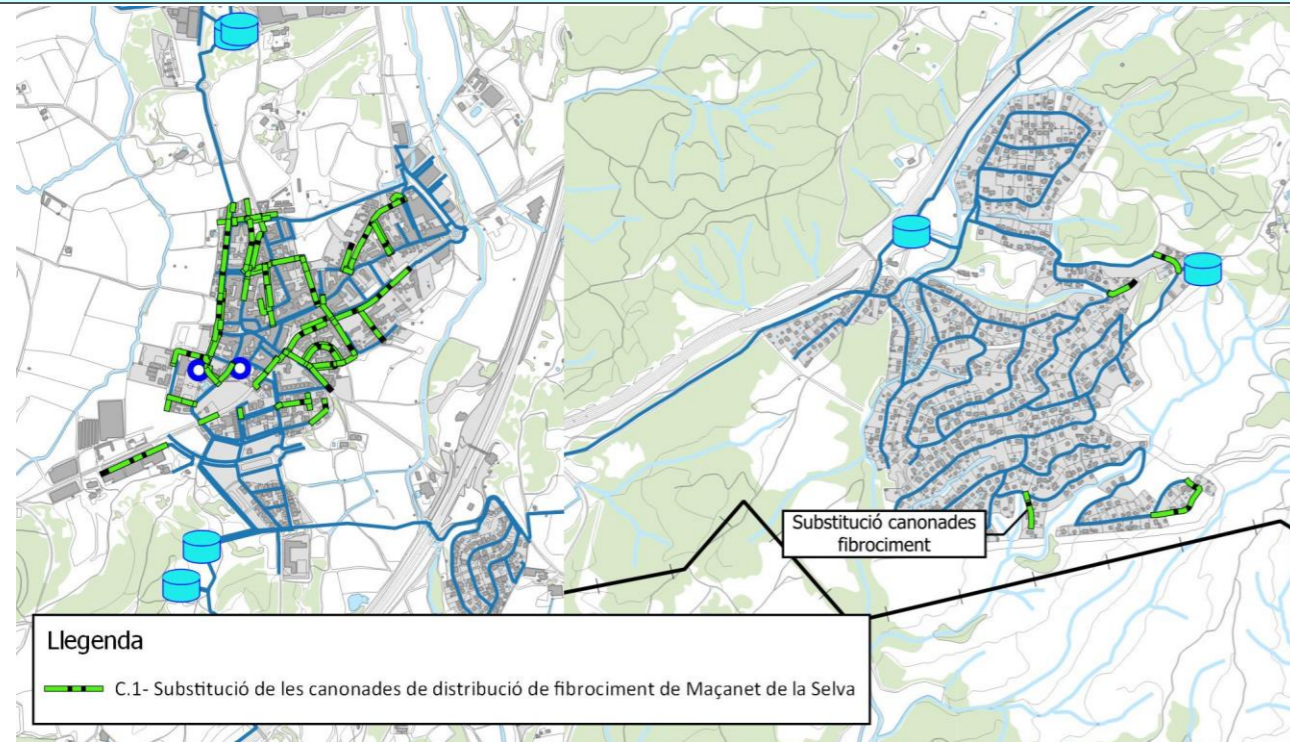 Substitució canonades
fibrociment
Llegenda
C.1- Substitució de les canonades de distribució de fibrociment de Maçanet de la Selva